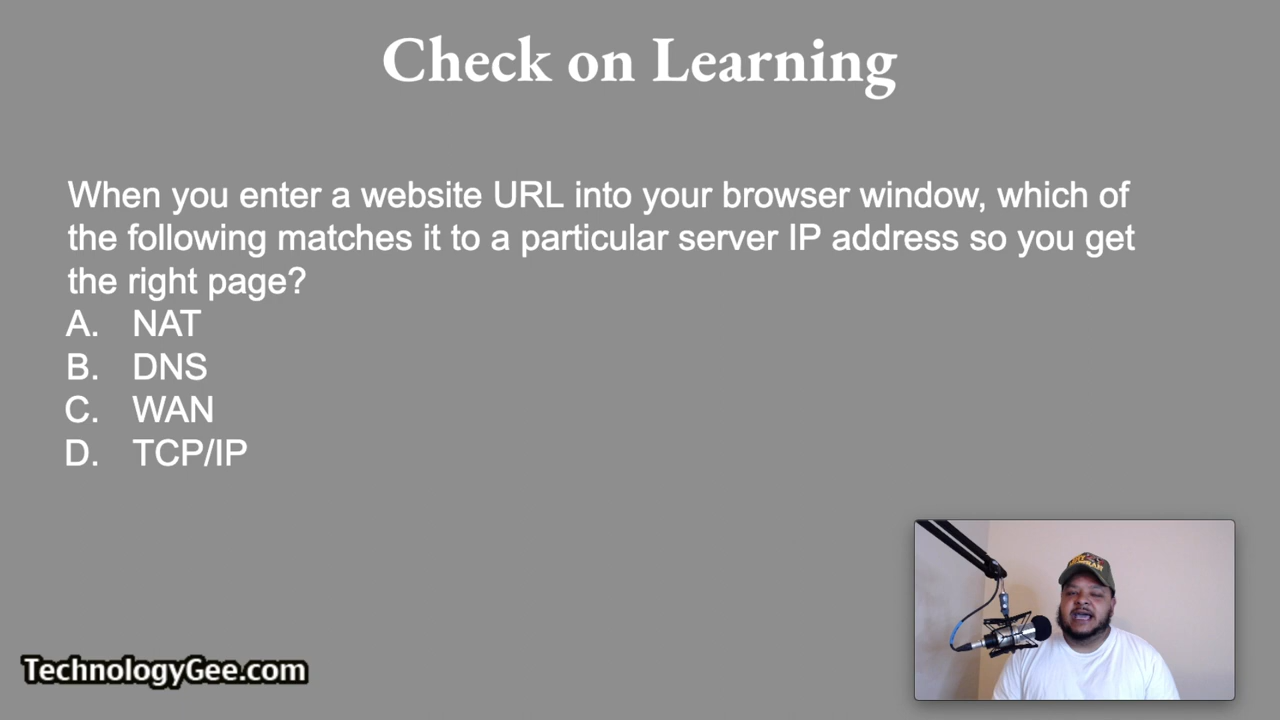 Check on Learning
When you enter a website URL into your browser window, which of
the following matches it to a particular server IP address so you get
the right page?
A. NAT
B. DNS
C. WAN
D. TCP/IP
TechnologyGee.com